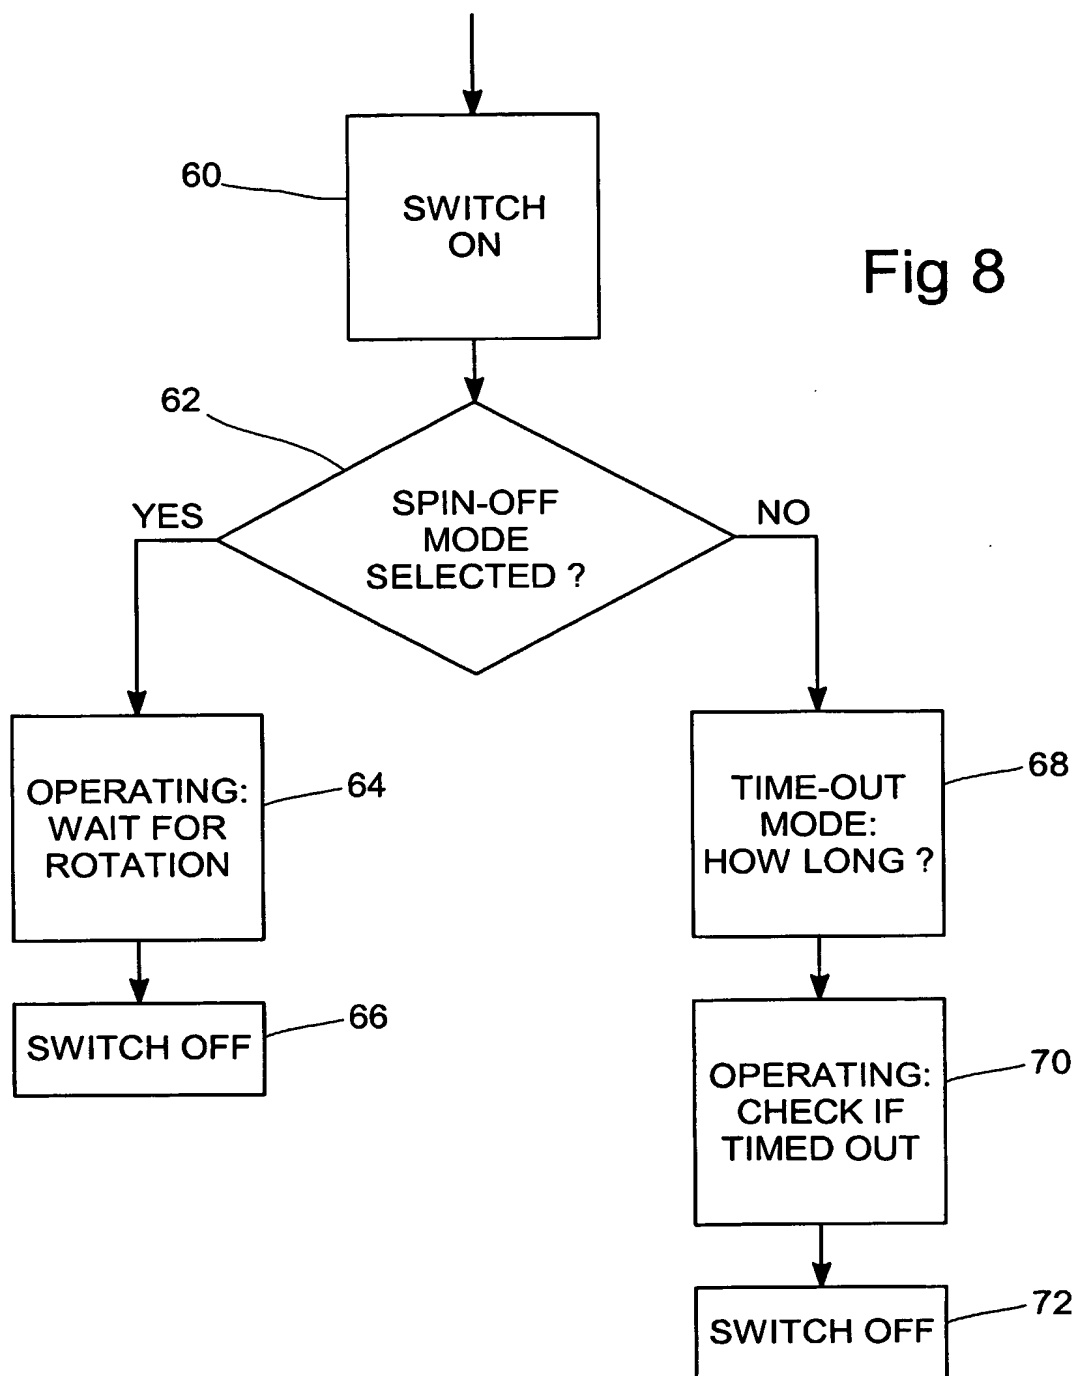 60
SWITCH
ON
Fig 8
62
SPIN-OFF
MODE
SELECTED ?
YES
NO
OPERATING:
WAIT FOR
ROTATION
64
SWITCH OFF
66
TIME-OUT
MODE:
HOW LONG ?
68
OPERATING:
CHECK IF
TIMED OUT
70
SWITCH OFF
72